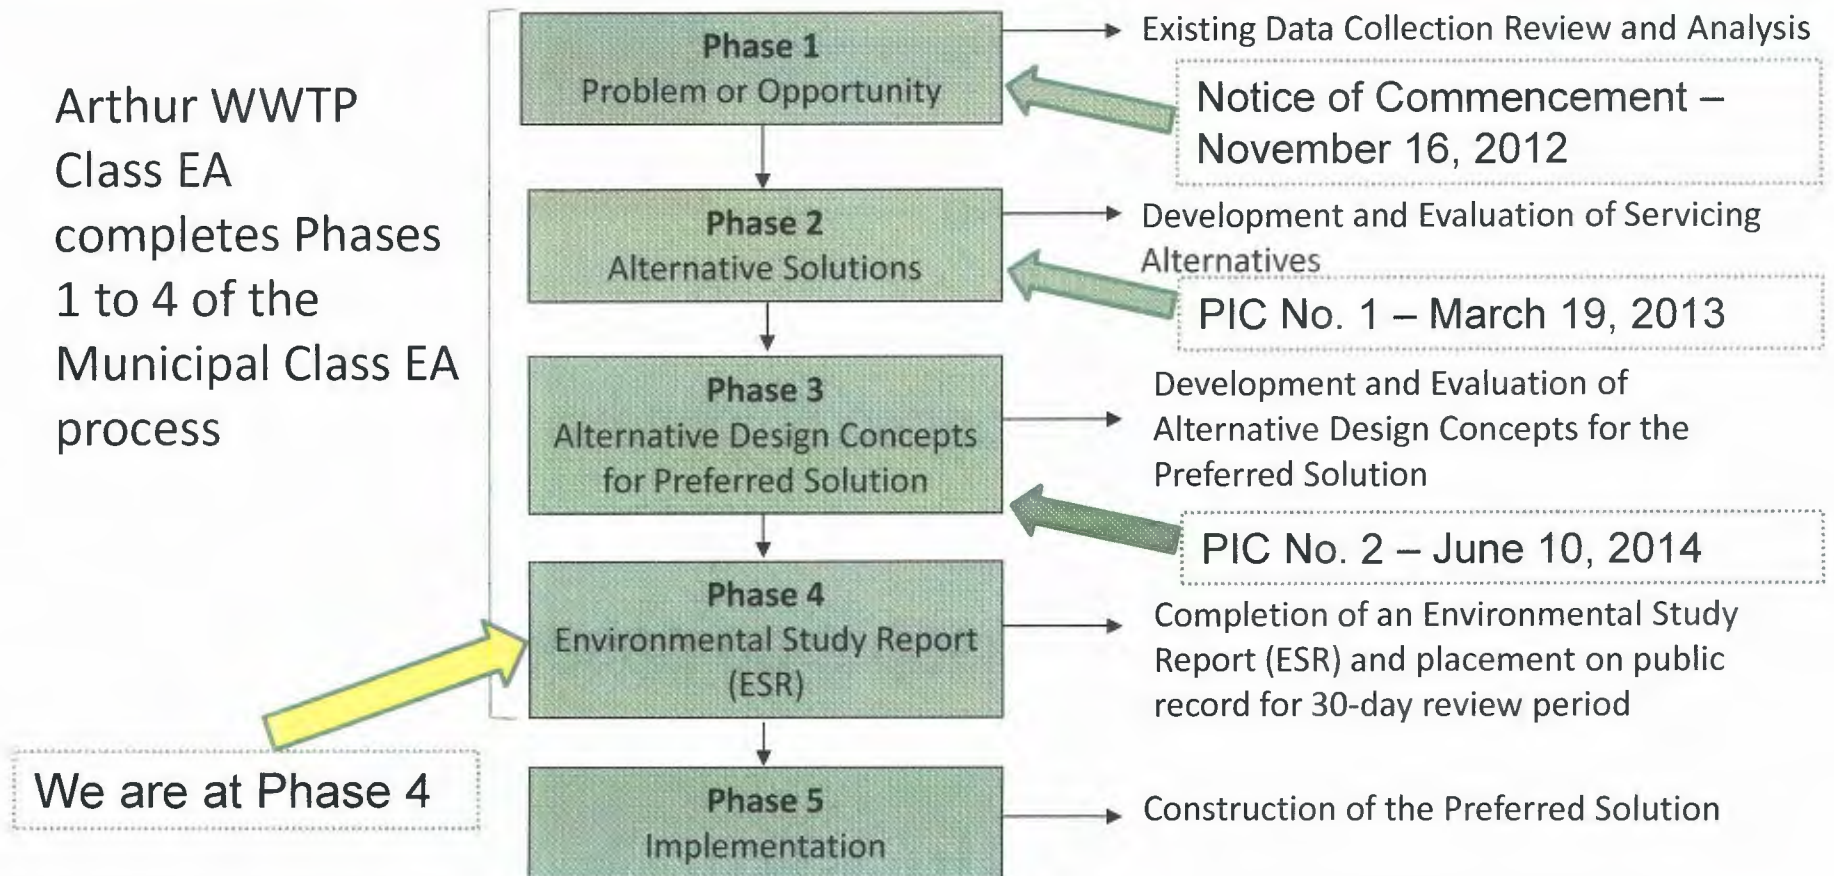 Arthur WWTP
Class EA
completes Phases
1 to 4 of the
Municipal Class EA
process
Phase 1
Problem or Opportunity
Existing Data Collection Review and Analysis
Notice of Commencement –
November 16, 2012
Phase 2
Alternative Solutions
Development and Evaluation of Servicing
Alternatives
PIC No. 1 – March 19, 2013
Phase 3
Alternative Design Concepts
for Preferred Solution
Development and Evaluation of
Alternative Design Concepts for the
Preferred Solution
PIC No. 2 – June 10, 2014
Phase 4
Environmental Study Report
(ESR)
Completion of an Environmental Study
Report (ESR) and placement on public
record for 30-day review period
We are at Phase 4
Phase 5
Implementation
Construction of the Preferred Solution